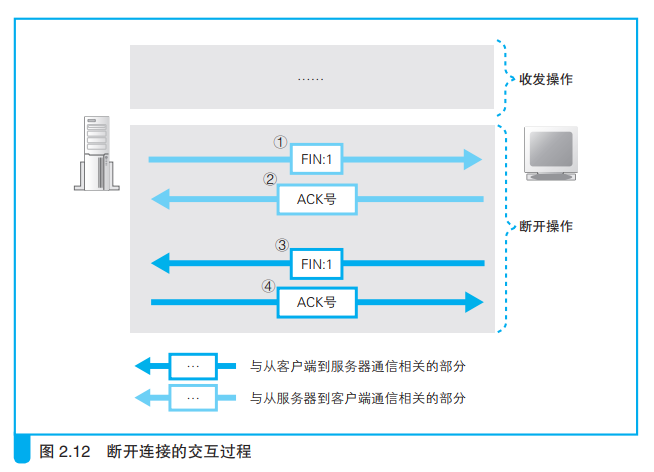 ……
收发操作
①
FIN:1
②
ACK号
断开操作
③
FIN:1
④
ACK号
… 与从客户端到服务器通信相关的部分
… 与从服务器到客户端通信相关的部分
图 2.12 断开连接的交互过程